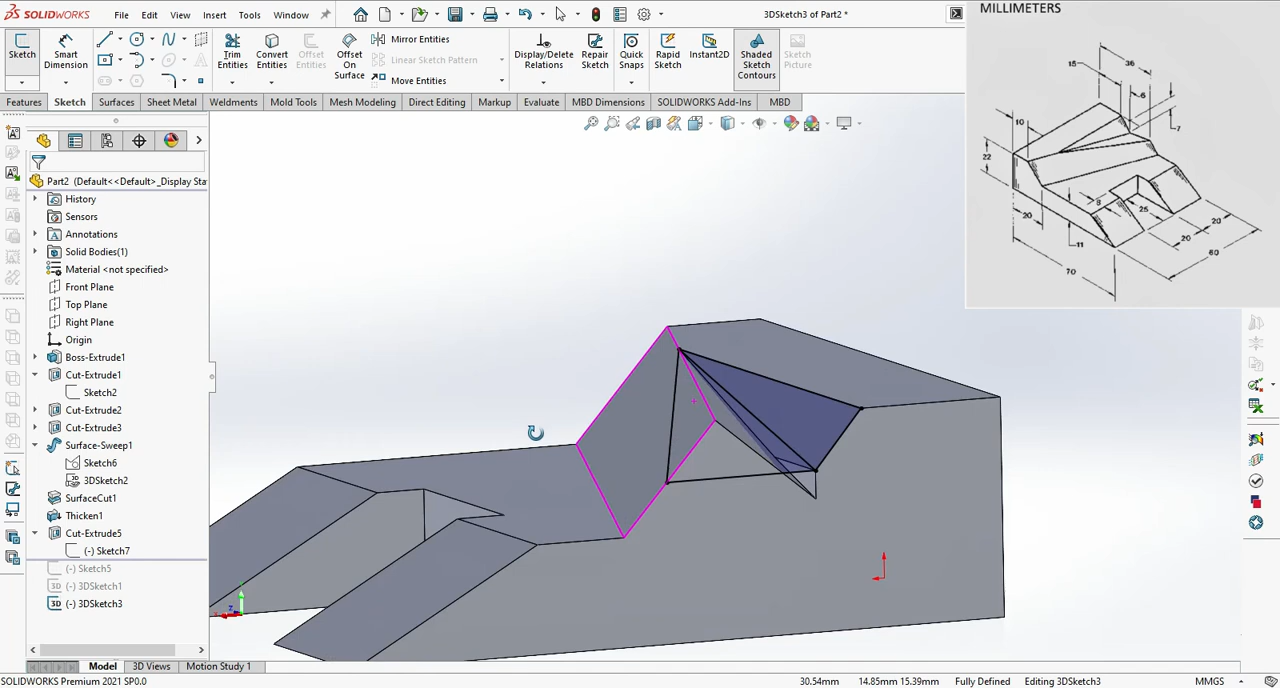 SOLIDWORKS
File Edit View Insert Tools Window
3DSketch3 of Part2 *
MILLIMETERS
Sketch
Smart Dimension
Trim Entities
Convert Entities
Offset Entities
Offset On Surface
Mirror Entities
Linear Sketch Pattern
Move Entities
Display/Delete Relations
Repair Sketch
Quick Snaps
Rapid Sketch
Instant2D
Shaded Sketch Contours
Sketch Picture
Features Sketch Surfaces Sheet Metal Weldments Mold Tools Mesh Modeling Direct Editing Markup Evaluate MBD Dimensions SOLIDWORKS Add-Ins MBD
Part2 (Default<<Default>_Display Sta
History
Sensors
Annotations
Solid Bodies(1)
Material <not specified>
Front Plane
Top Plane
Right Plane
Origin
Boss-Extrude1
Cut-Extrude1
Sketch2
Cut-Extrude2
Cut-Extrude3
Surface-Sweep1
Sketch6
3DSketch2
SurfaceCut1
Thicken1
Cut-Extrude5
(-) Sketch7
(-) Sketch5
(-) 3DSketch1
(-) 3DSketch3
15
36
6
7
10
22
20
8
25
20
20
11
60
70
Model 3D Views Motion Study 1
SOLIDWORKS Premium 2021 SP0.0
30.54mm 14.85mm 15.39mm Fully Defined Editing 3DSketch3 MMGS